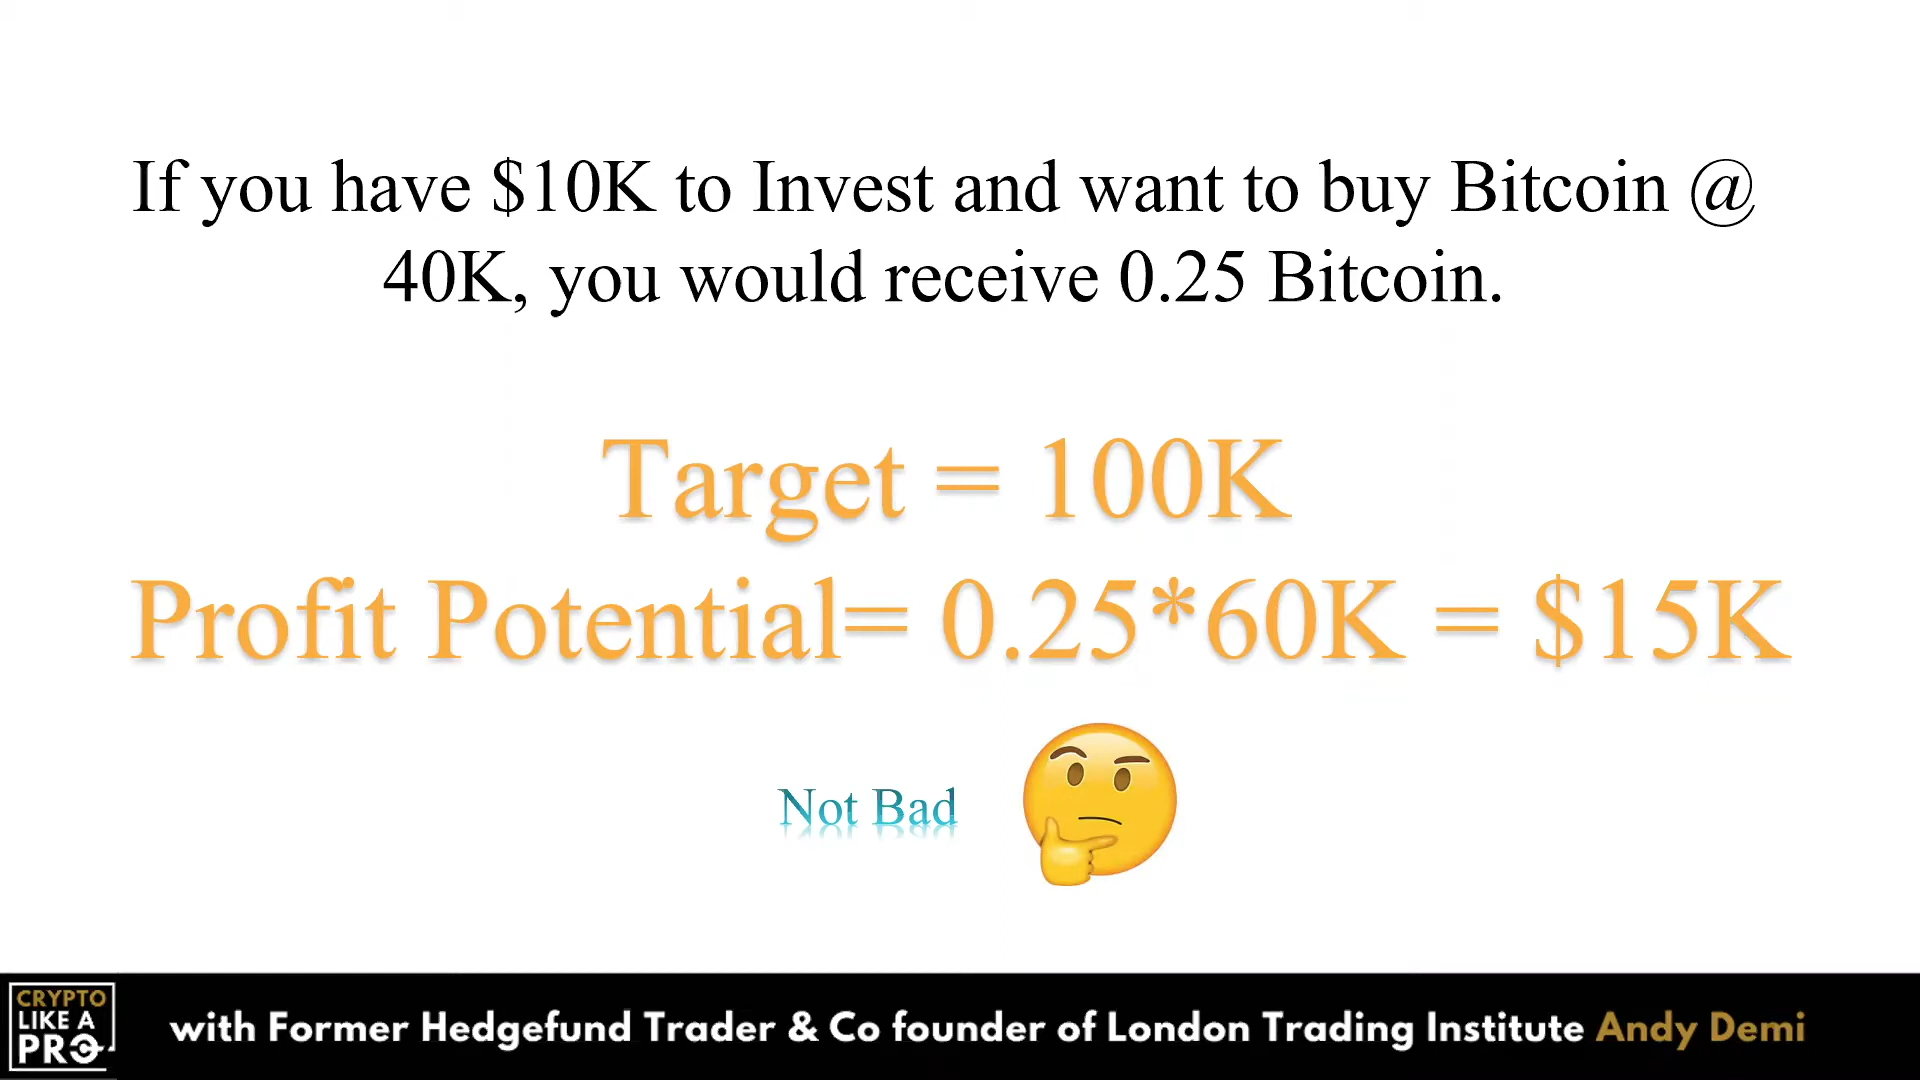 If you have $10K to Invest and want to buy Bitcoin @
40K, you would receive 0.25 Bitcoin.
Target = 100K
Profit Potential= 0.25*60K = $15K
Not Bad
CRYPTO
LIKE A
PRO
with Former Hedgefund Trader & Co founder of London Trading Institute Andy Demi